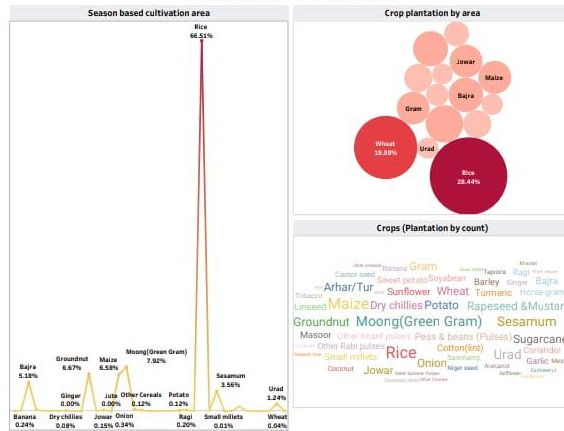 Season based cultivation area
Rice
66.51%
Moong(Green Gram)
7.92%
Groundnut
6.67%
Maize
6.58%
Bajra
5.18%
Sesamum
3.56%
Ginger
0.00%
Jute
0.00%
Other Cereals
0.12%
Potato
0.12%
Urad
1.24%
Banana
0.24%
Dry chillies
0.08%
Jowar
0.15%
Onion
0.34%
Ragi
0.20%
Small millets
0.01%
Wheat
0.04%
Crop plantation by area
Jowar
Maize
Bajra
Gram
Urad
Wheat
18.98%
Rice
28.44%
Crops (Plantation by count)
Banana Gram
Castor seed Tapioca Ragi
Sweet potato Soyabean Barley Ginger Bajra
Arhar/Tur Sunflower Wheat Turmeric Horse-gram
Tobacco
Linseed Maize Dry chillies Potato Rapeseed &Mustar
Groundnut Moong(Green Gram) Sesamum
Masoor Other Kharif pulses Peas & beans (Pulses) Sugarcane
Other Rabi pulses Cotton(lint) Coriander
Small millets Rice Urad
Onion Sannhamp Garlic
Coconut Jowar Niger seed Arecanut
Safflower